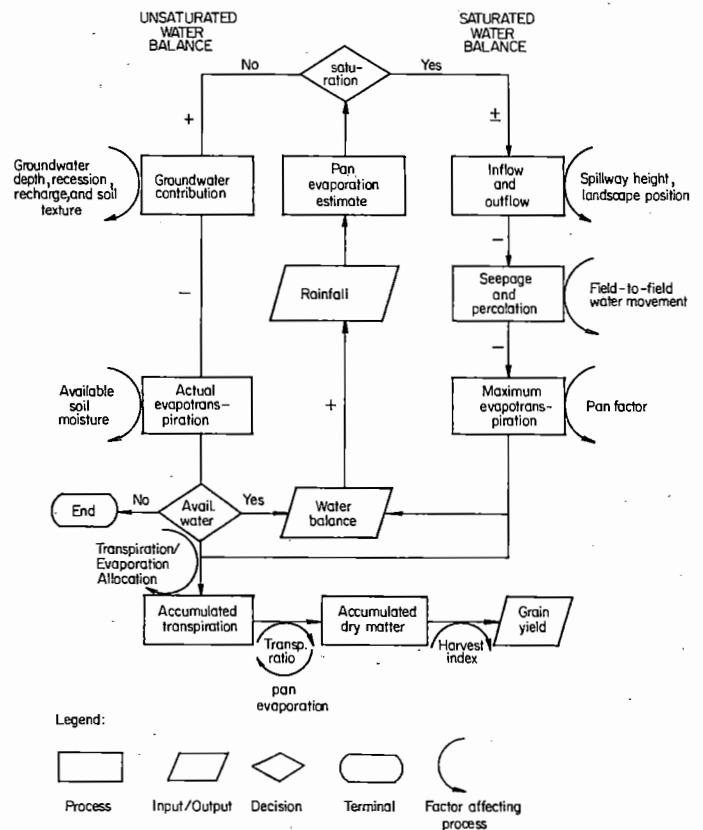 UNSATURATED
WATER
BALANCE
SATURATED
WATER
BALANCE
No
satu-
ration
Yes
+
±
Groundwater
depth, recession,
recharge, and soil
texture
Groundwater
contribution
Pan
evaporation
estimate
Inflow
and
outflow
Spillway height,
landscape position
−
−
Rainfall
Seepage
and
percolation
Field-to-field
water movement
−
Available
soil
moisture
Actual
evapotrans-
piration
+
Maximum
evapotrans-
piration
Pan factor
End
No
Avail.
water
Yes
Water
balance
Transpiration/
Evaporation
Allocation
Accumulated
transpiration
Transp.
ratio
pan
evaporation
Accumulated
dry matter
Harvest
index
Grain
yield
Legend:
Process
Input/Output
Decision
Terminal
Factor affecting
process